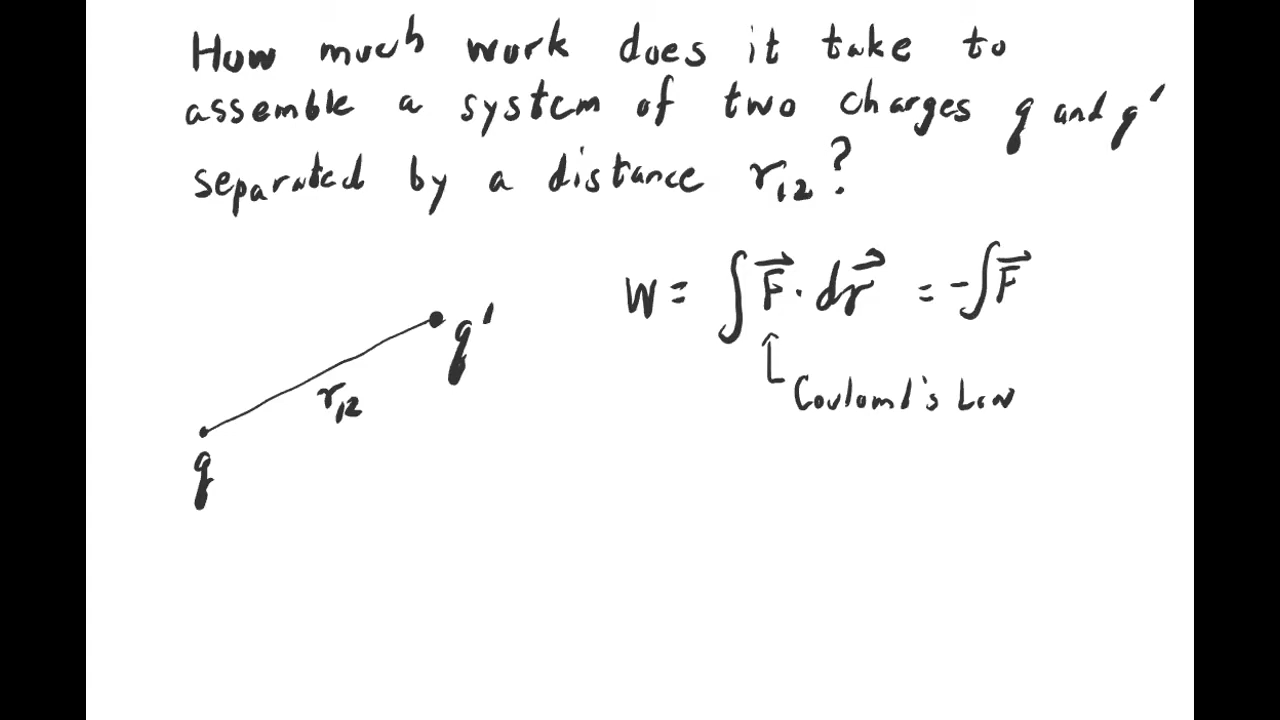 How much work does it take to
assemble a system of two charges q and q'
separated by a distance r₁₂?
W = ∫ F⃗ · dr⃗ = -∫ F⃗
Coulomb's Law
q'
r₁₂
q